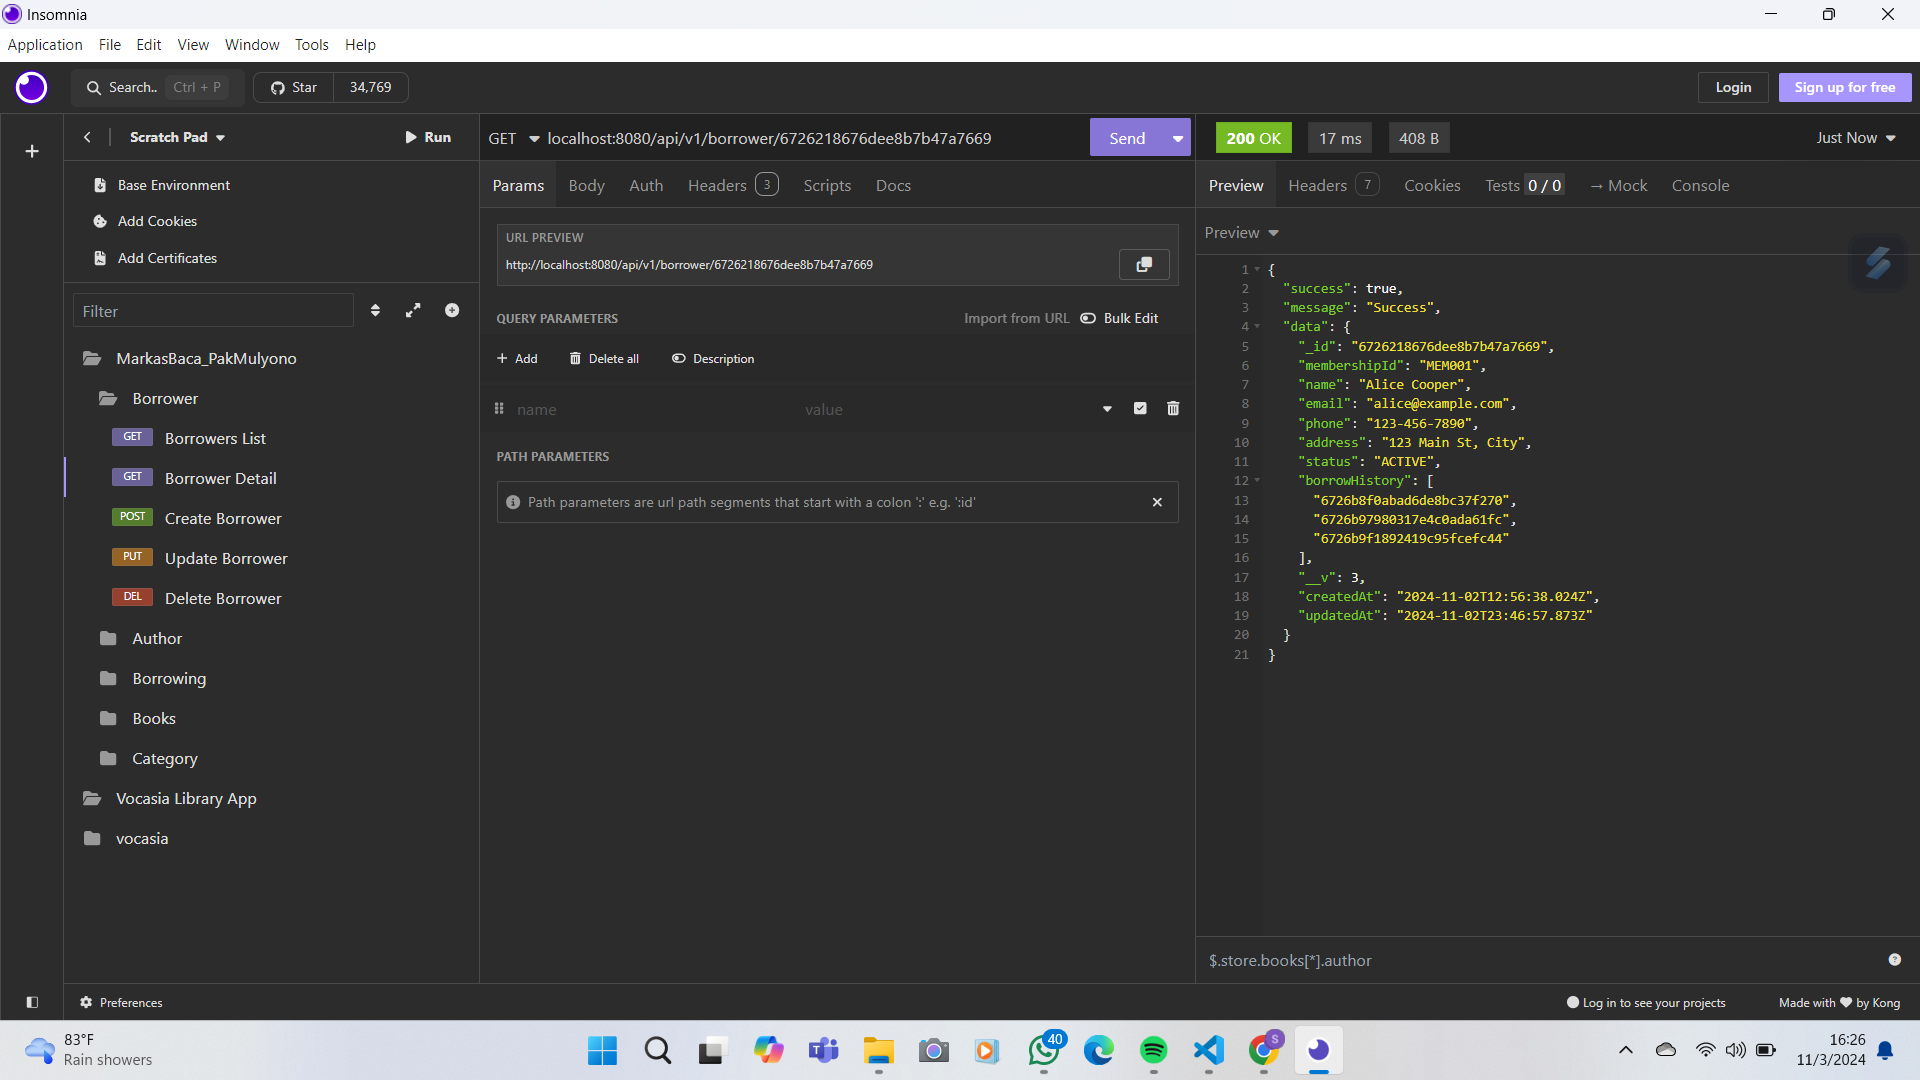 Insomnia
Application File Edit View Window Tools Help
Search.. Ctrl + P Star 34,769 Login Sign up for free
Scratch Pad Run
Base Environment
Add Cookies
Add Certificates
Filter
MarkasBaca_PakMulyono
Borrower
GET Borrowers List
GET Borrower Detail
POST Create Borrower
PUT Update Borrower
DEL Delete Borrower
Author
Borrowing
Books
Category
Vocasia Library App
vocasia
GET localhost:8080/api/v1/borrower/6726218676dee8b7b47a7669 Send
Params Body Auth Headers 3 Scripts Docs
URL PREVIEW
http://localhost:8080/api/v1/borrower/6726218676dee8b7b47a7669
QUERY PARAMETERS Import from URL Bulk Edit
Add Delete all Description
name value
PATH PARAMETERS
Path parameters are url path segments that start with a colon ':' e.g. ':id'
200 OK 17 ms 408 B Just Now
Preview Headers 7 Cookies Tests 0 / 0 → Mock Console
Preview
1 {
2 "success": true,
3 "message": "Success",
4 "data": {
5 "_id": "6726218676dee8b7b47a7669",
6 "membershipId": "MEM001",
7 "name": "Alice Cooper",
8 "email": "alice@example.com",
9 "phone": "123-456-7890",
10 "address": "123 Main St, City",
11 "status": "ACTIVE",
12 "borrowHistory": [
13 "6726b8f0abad6de8bc37f270",
14 "6726b97980317e4c0ada61fc",
15 "6726b9f1892419c95fcefc44"
16 ],
17 "__v": 3,
18 "createdAt": "2024-11-02T12:56:38.024Z",
19 "updatedAt": "2024-11-02T23:46:57.873Z"
20 }
21 }
$.store.books[*].author
Preferences Log in to see your projects Made with by Kong
83°F
Rain showers
40
S
16:26
11/3/2024